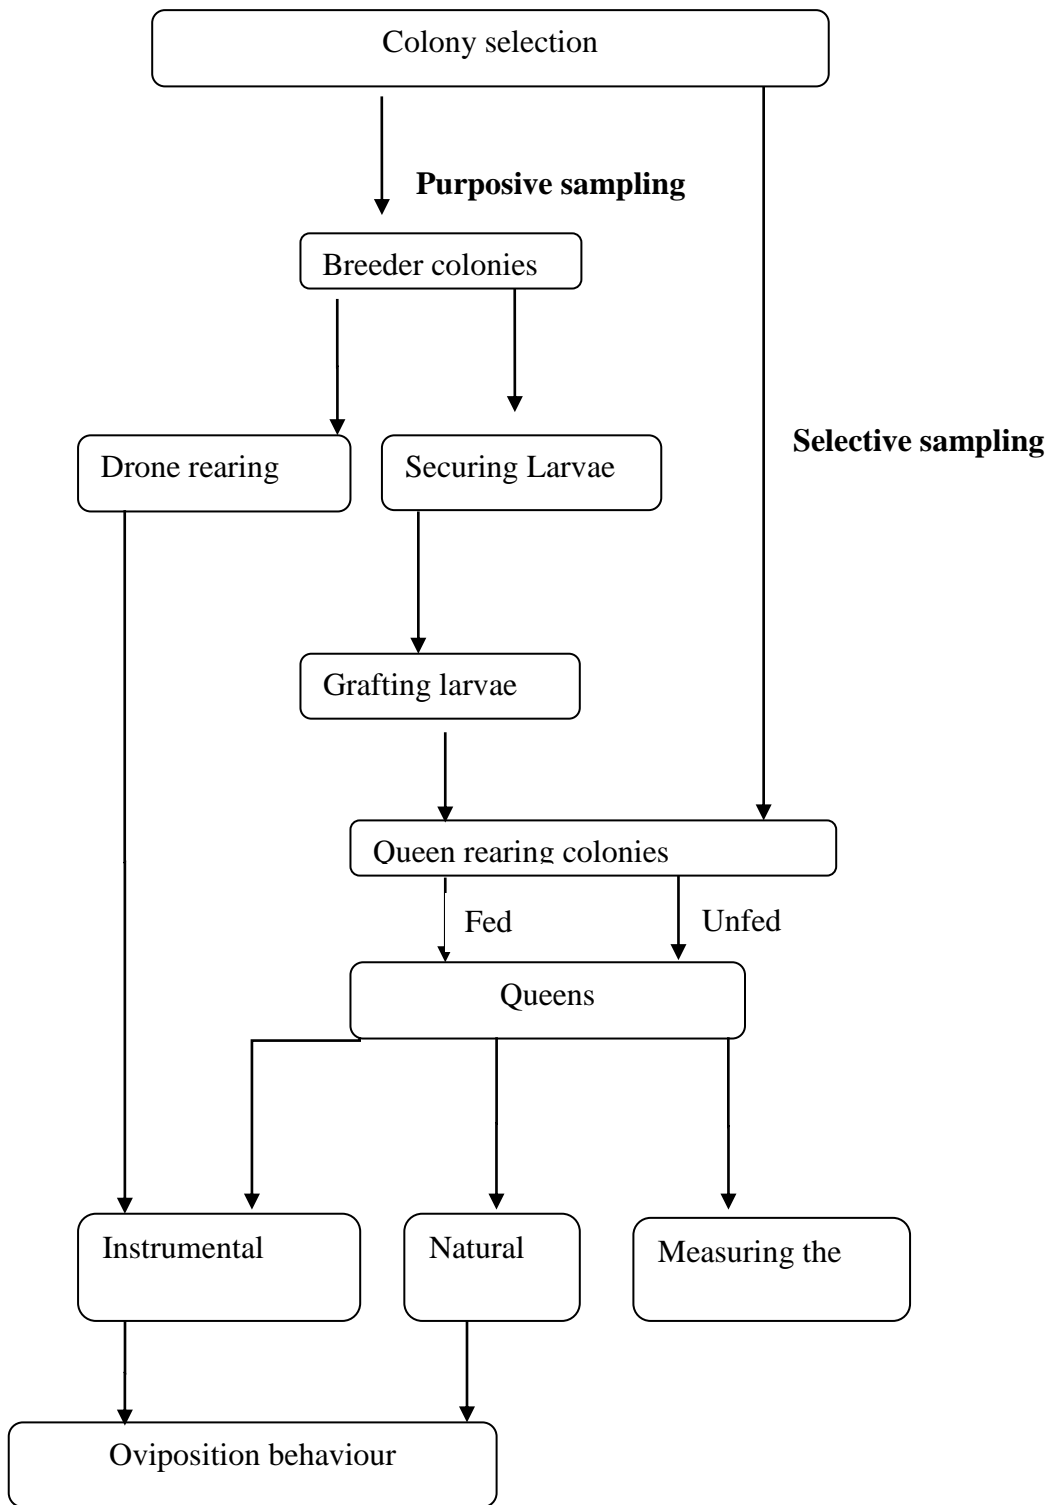 Colony selection
Purposive sampling
Breeder colonies
Selective sampling
Drone rearing
Securing Larvae
Grafting larvae
Queen rearing colonies
Fed
Unfed
Queens
Instrumental
Natural
Measuring the
Oviposition behaviour